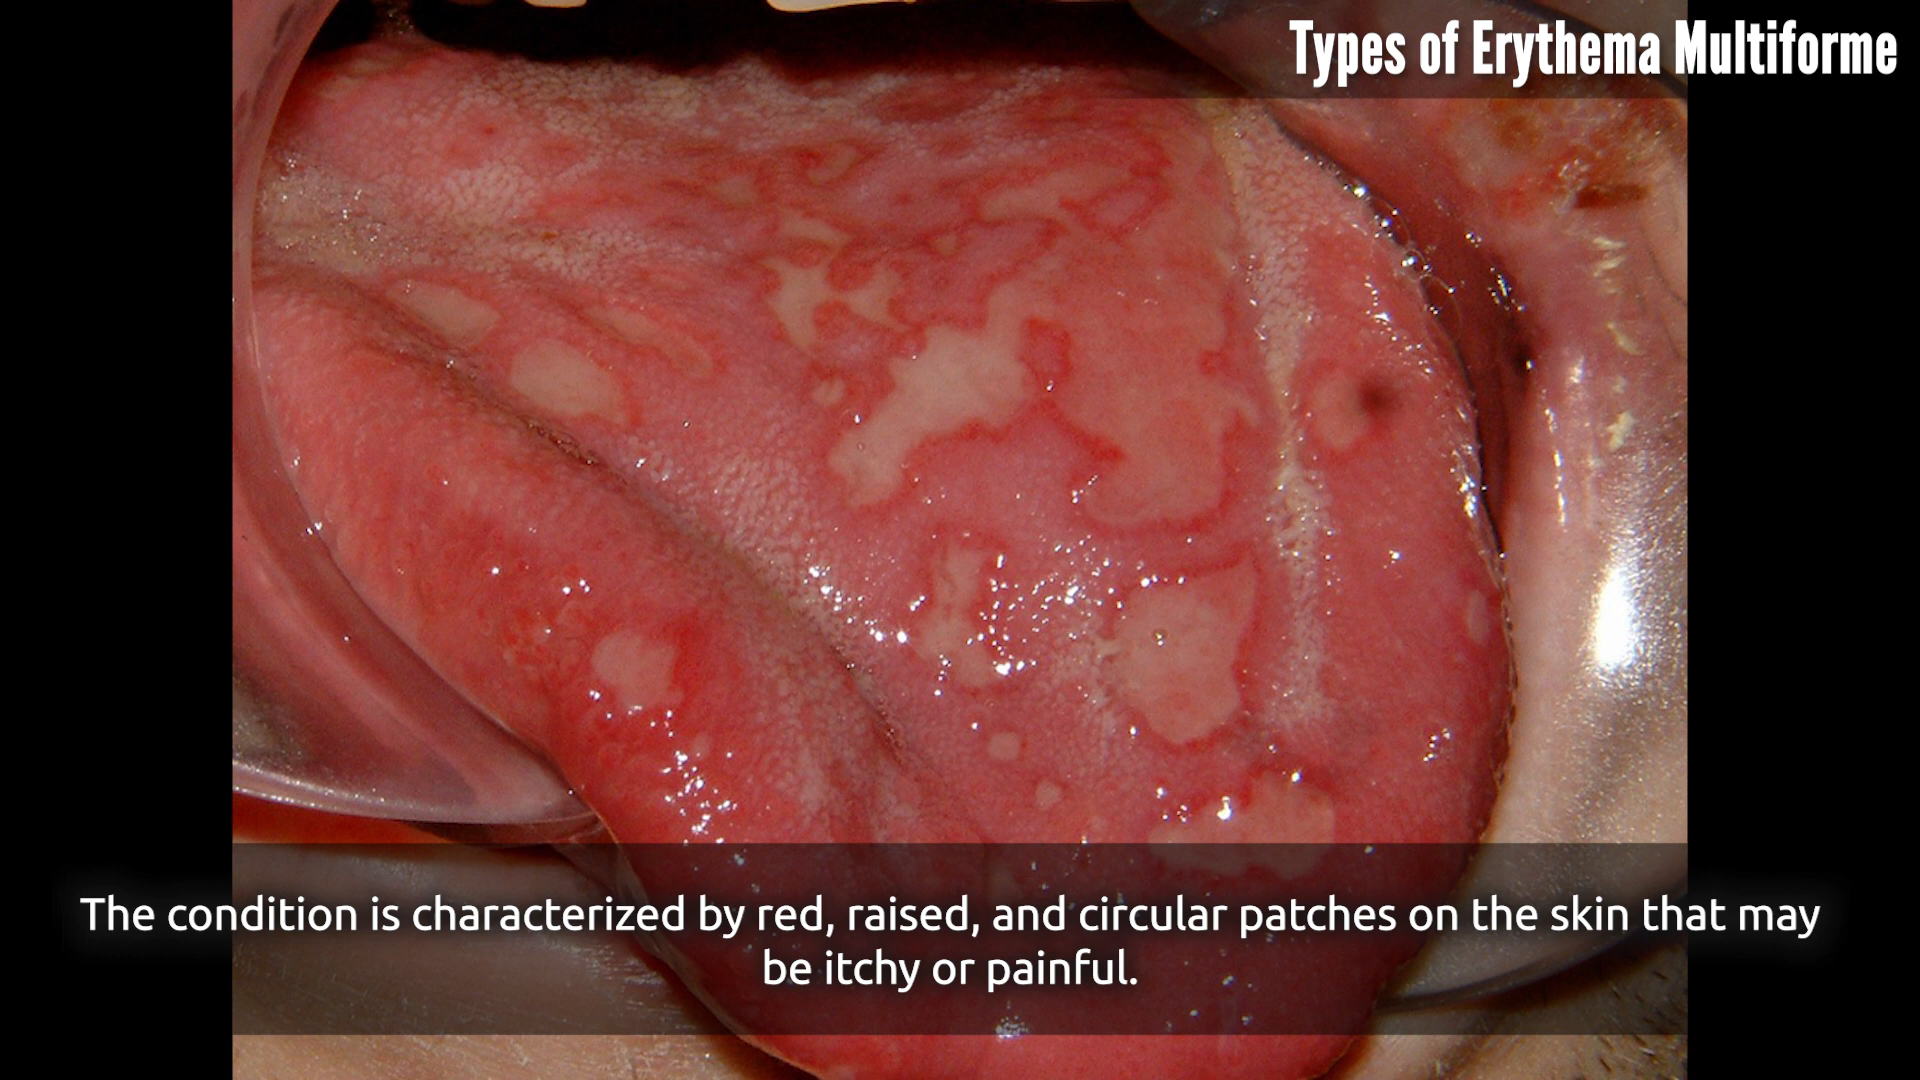 Types of Erythema Multiforme
The condition is characterized by red, raised, and circular patches on the skin that may
be itchy or painful.